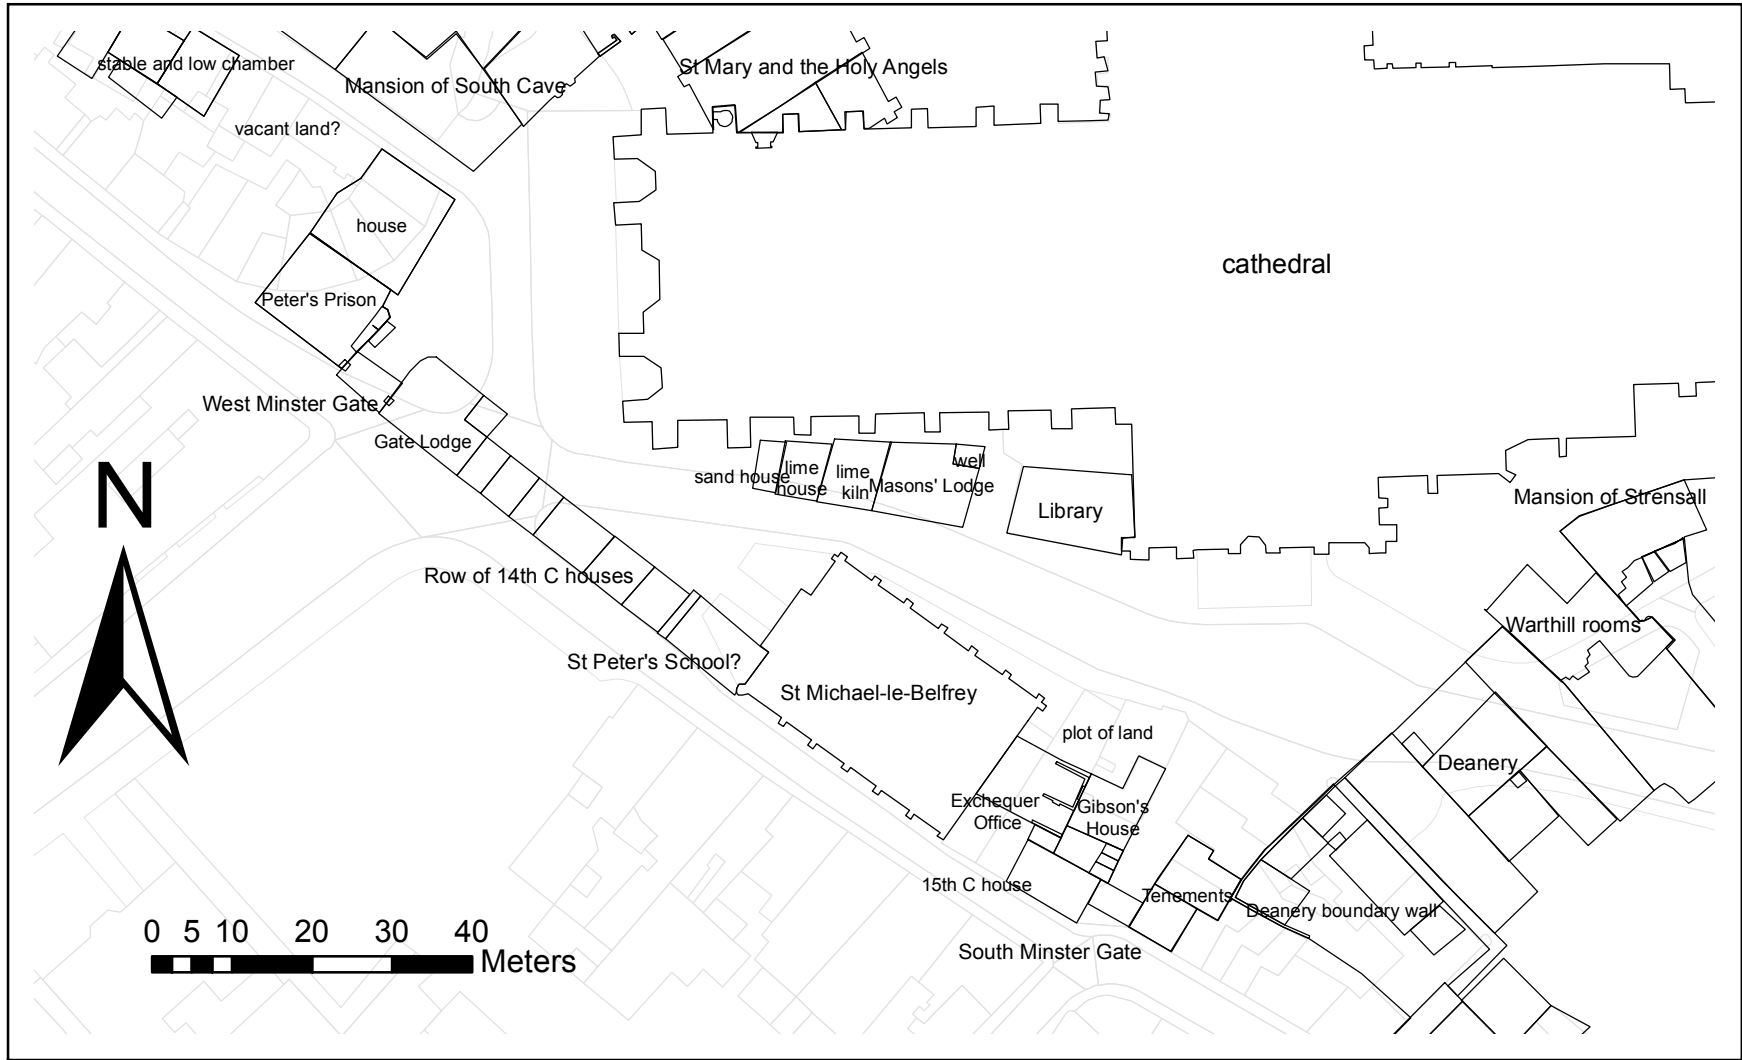 stable and low chamber
Mansion of South Cave
St Mary and the Holy Angels
vacant land?
house
cathedral
Peter's Prison
West Minster Gate
Gate Lodge
N
sand house
lime
house
lime
kiln
well
Masons' Lodge
Library
Mansion of Strensall
Row of 14th C houses
Warthill rooms
St Peter's School?
St Michael-le-Belfrey
plot of land
Deanery
Exchequer
Office
Gibson's
House
15th C house
Tenements
Deanery boundary wall
South Minster Gate
0 5 10 20 30 40
Meters